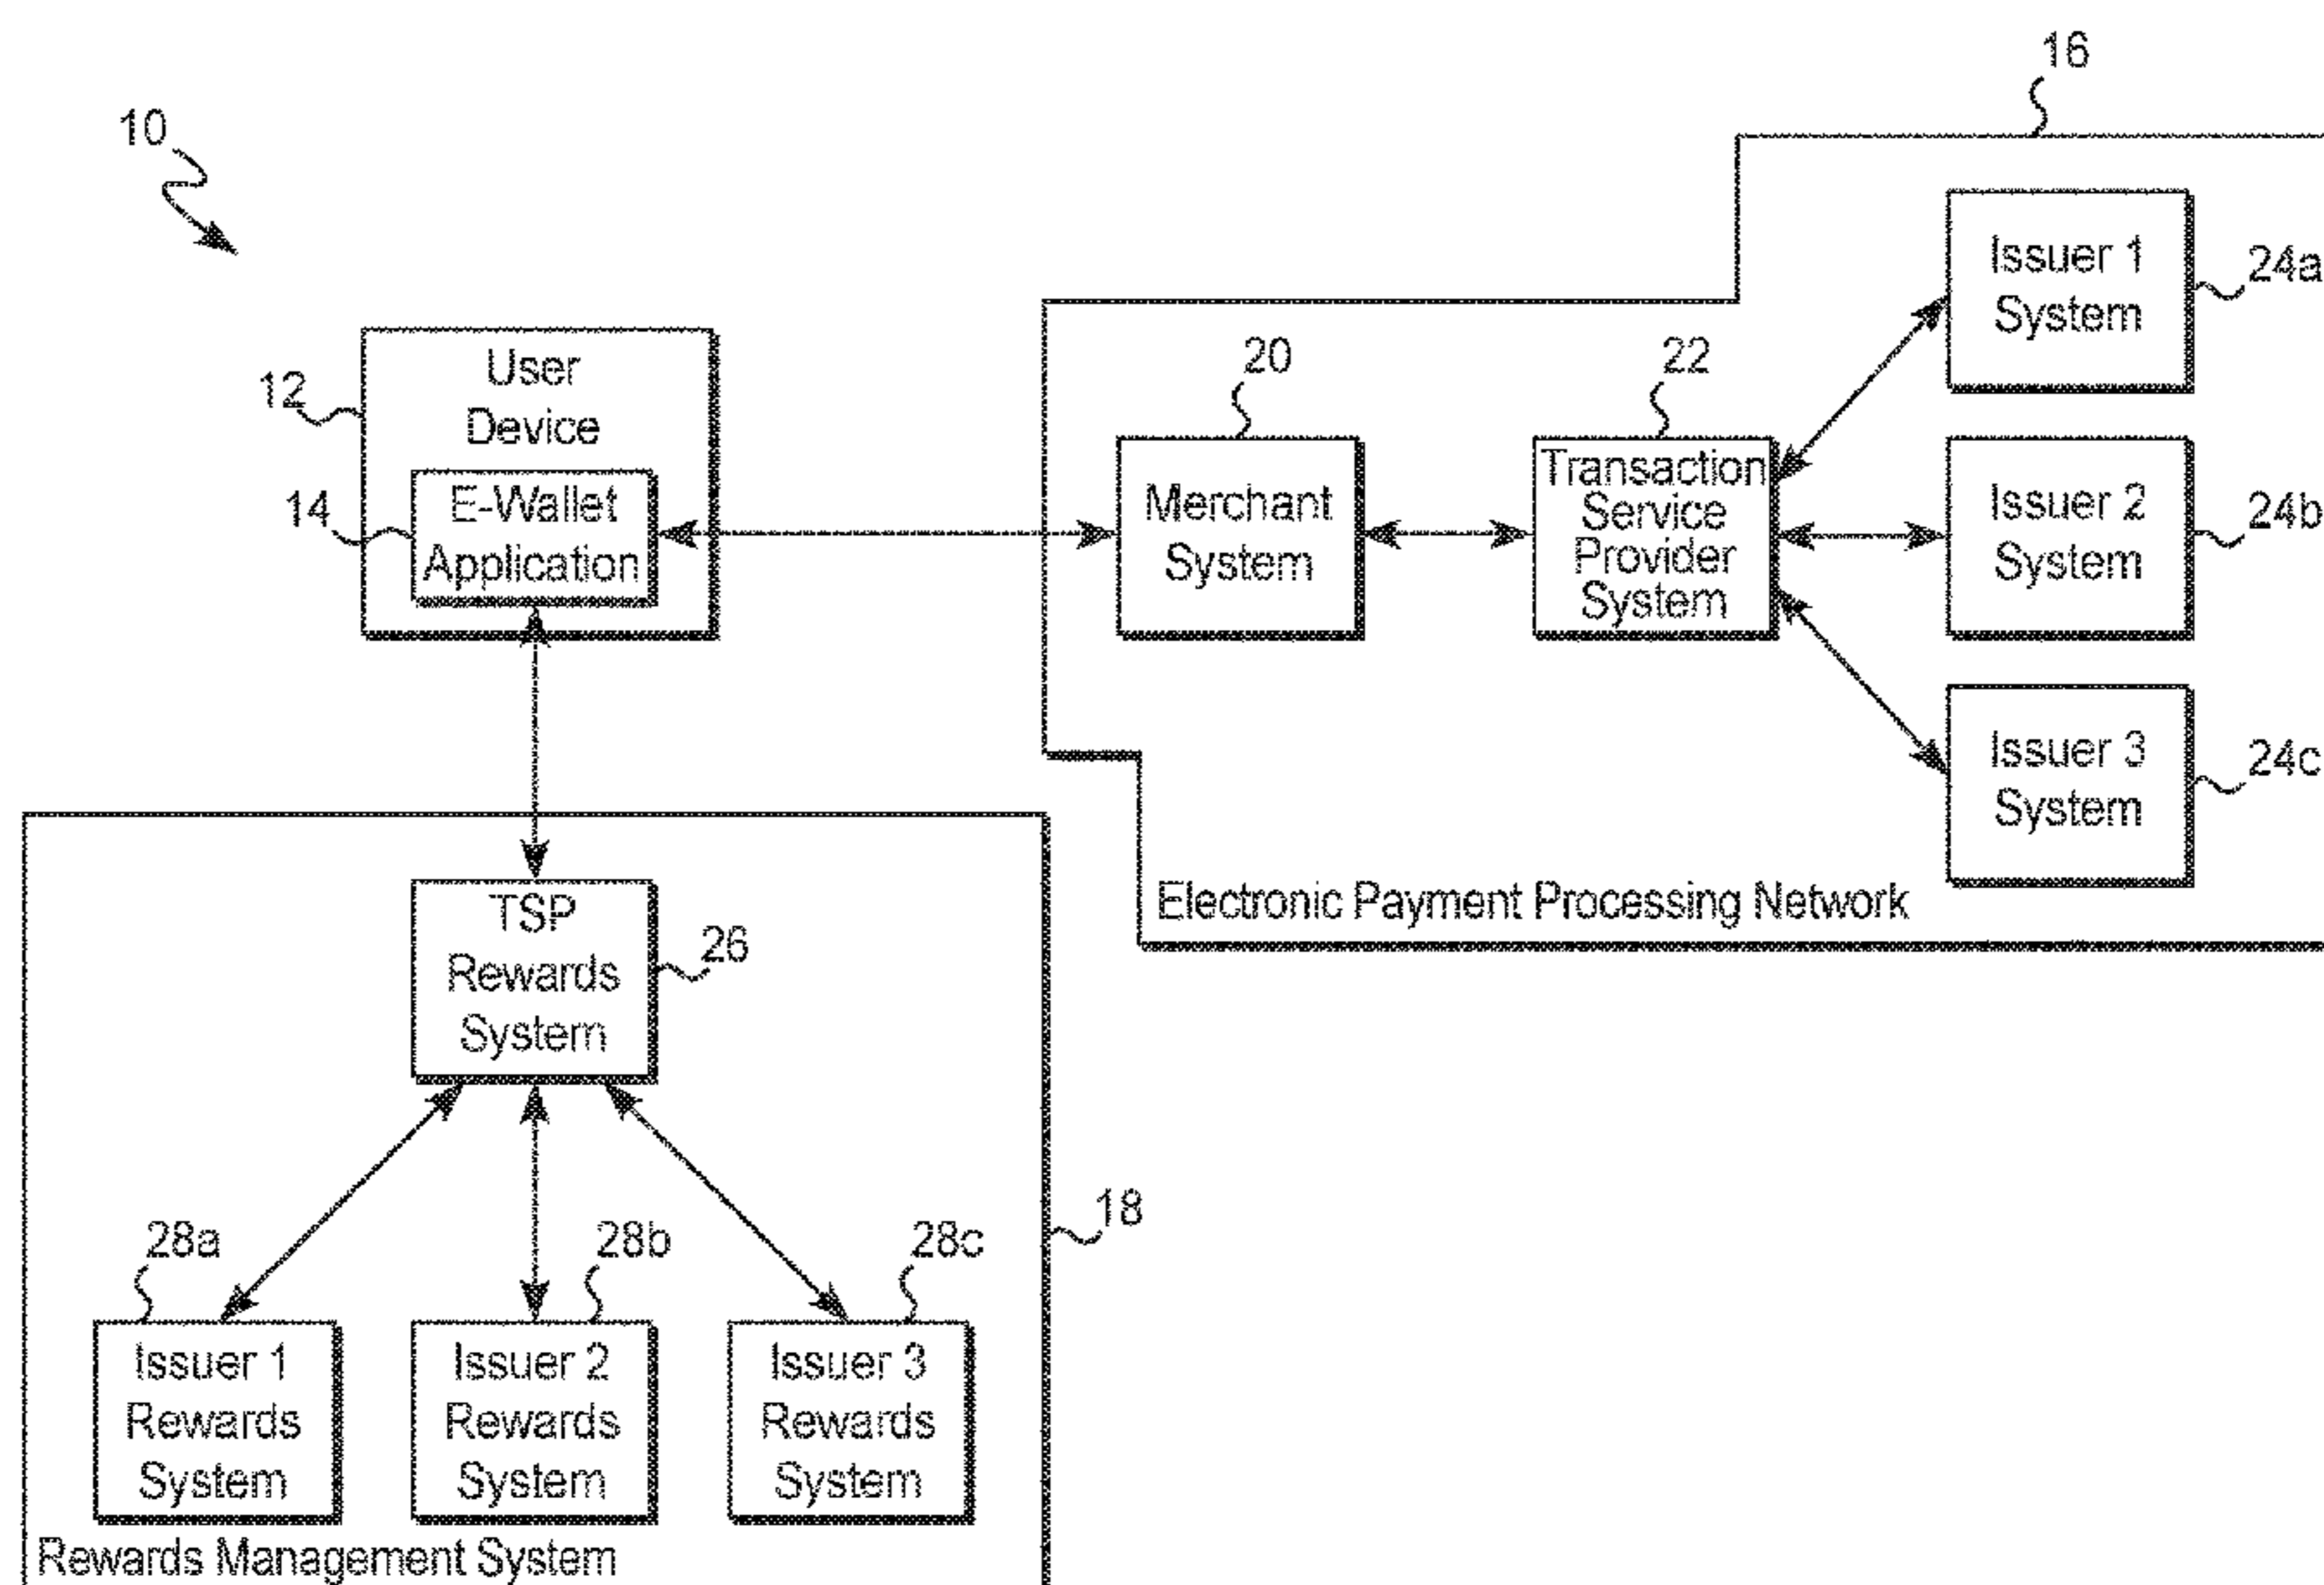 16
10
Issuer 1
System
24a
User
Device
12
E-Wallet
Application
14
20
Merchant
System
22
Transaction
Service
Provider
System
Issuer 2
System
24b
Issuer 3
System
24c
Electronic Payment Processing Network
TSP
Rewards
System
26
18
28a
28b
28c
Issuer 1
Rewards
System
Issuer 2
Rewards
System
Issuer 3
Rewards
System
Rewards Management System